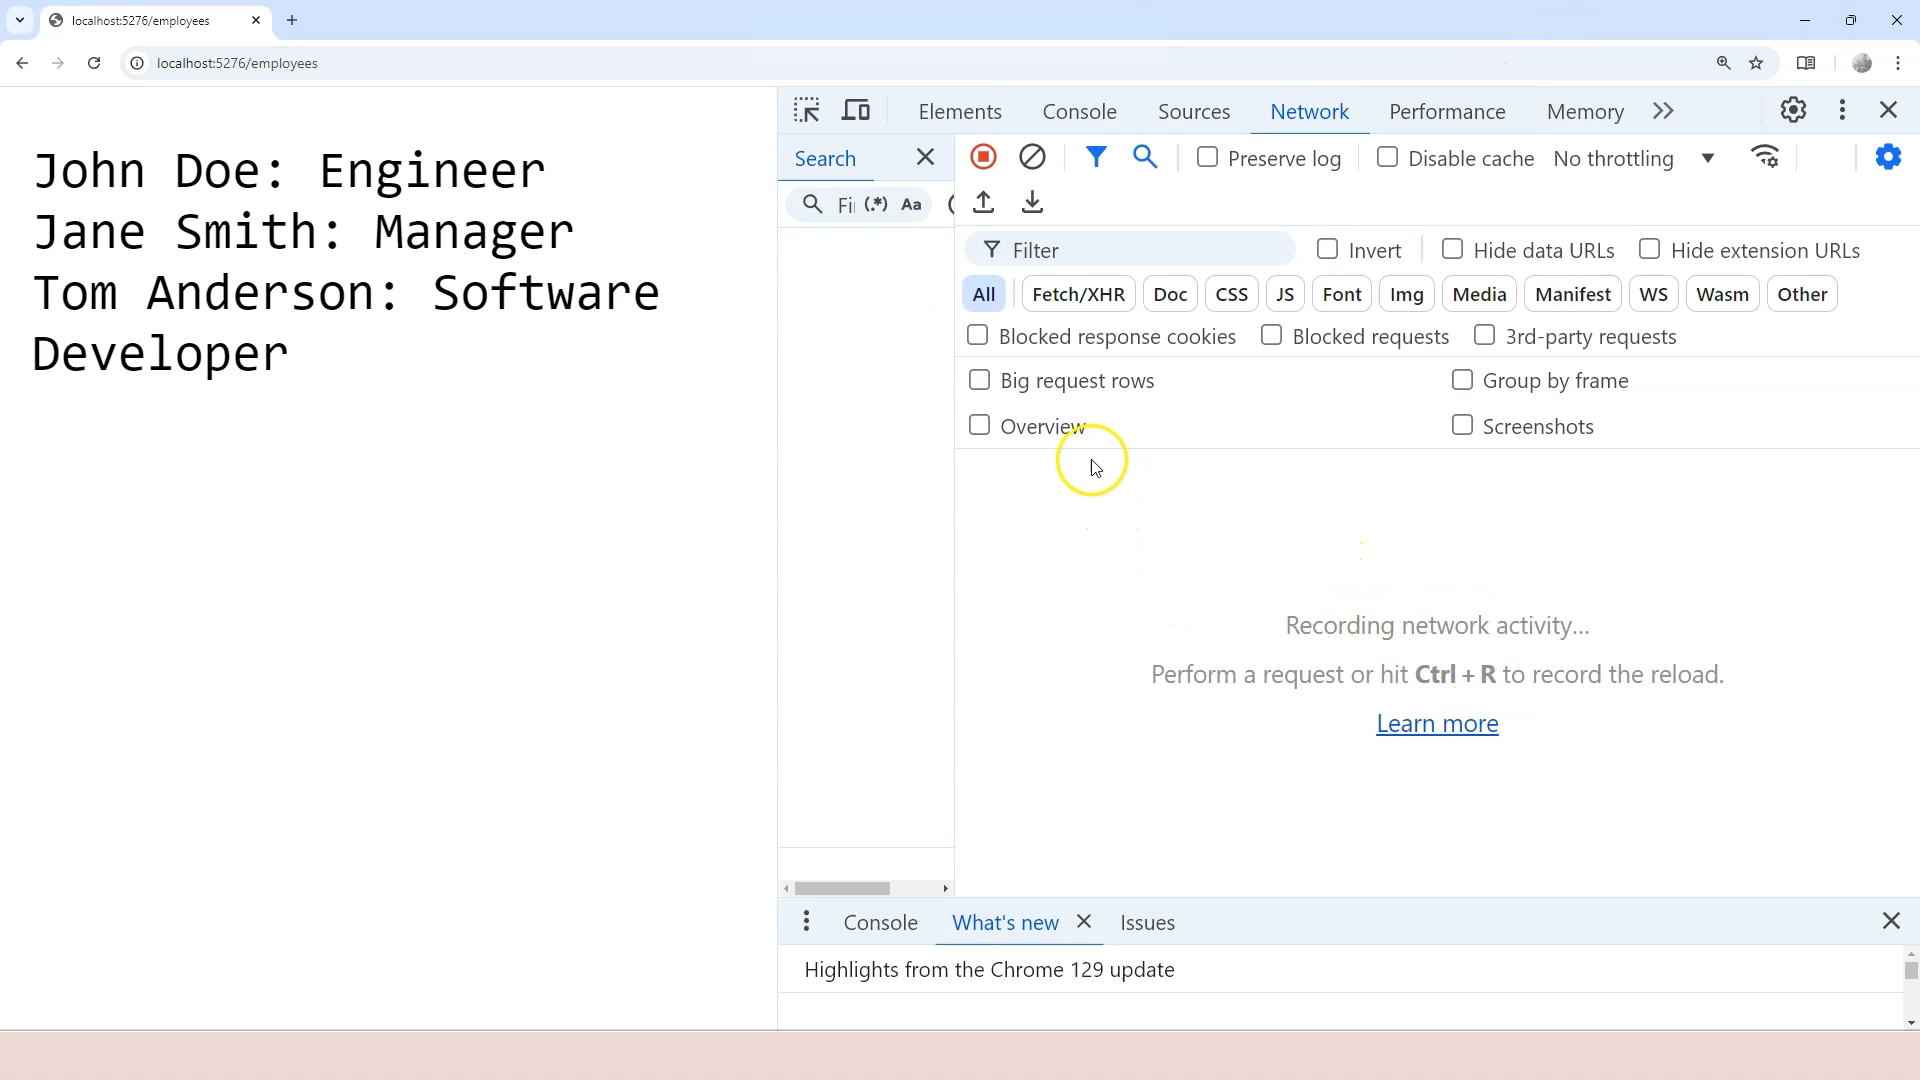 localhost:5276/employees
localhost:5276/employees
John Doe: Engineer
Jane Smith: Manager
Tom Anderson: Software
Developer
Elements Console Sources Network Performance Memory
Search
Fi (.*) Aa
Preserve log Disable cache No throttling
Filter Invert Hide data URLs Hide extension URLs
All Fetch/XHR Doc CSS JS Font Img Media Manifest WS Wasm Other
Blocked response cookies Blocked requests 3rd-party requests
Big request rows Group by frame
Overview Screenshots
Recording network activity...
Perform a request or hit Ctrl + R to record the reload.
Learn more
Console What's new Issues
Highlights from the Chrome 129 update